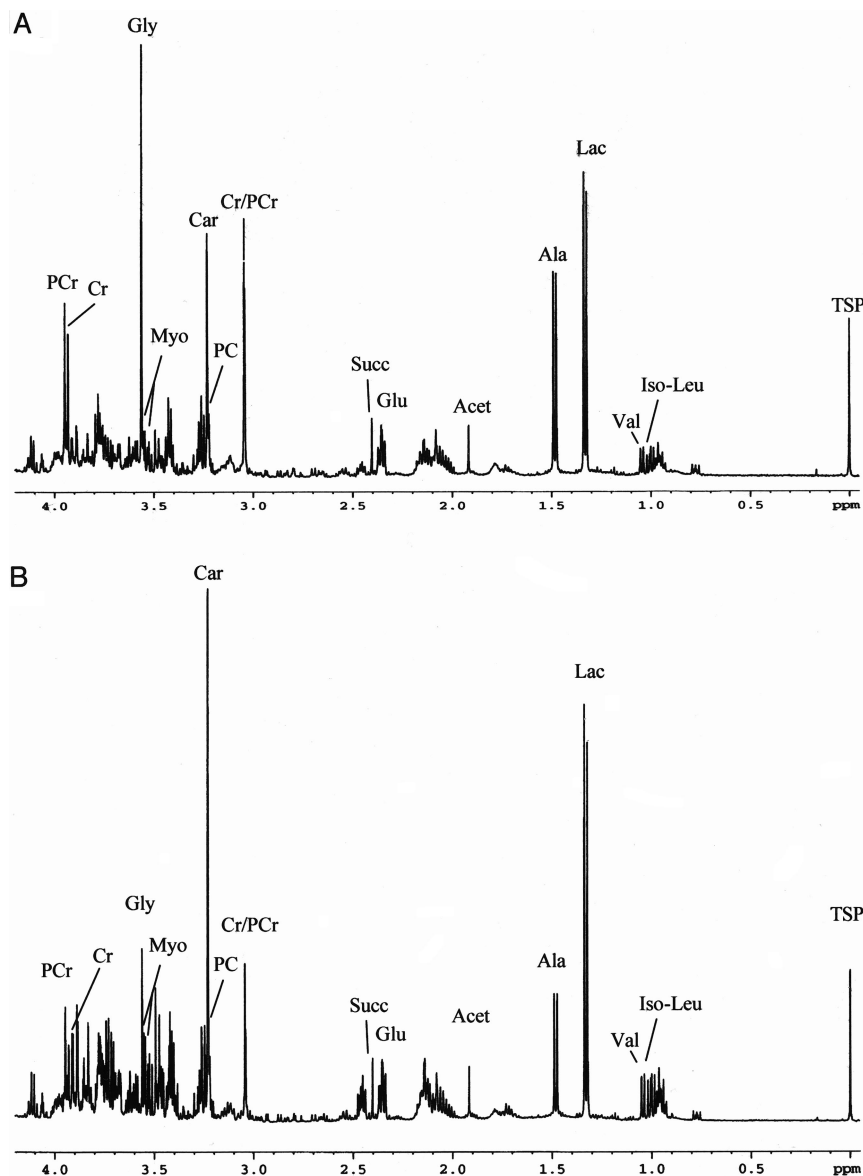 A
Gly
Lac
Cr/PCr
Car
Ala
PCr
Cr
TSP
Myo
PC
Succ
Iso-Leu
Glu
Acet
Val
4.0 3.5 3.0 2.5 2.0 1.5 1.0 0.5 ppm
B
Car
Lac
Gly
Cr/PCr
TSP
Myo
Cr
PCr
PC
Ala
Succ
Iso-Leu
Acet
Glu
Val
4.0 3.5 3.0 2.5 2.0 1.5 1.0 0.5 ppm